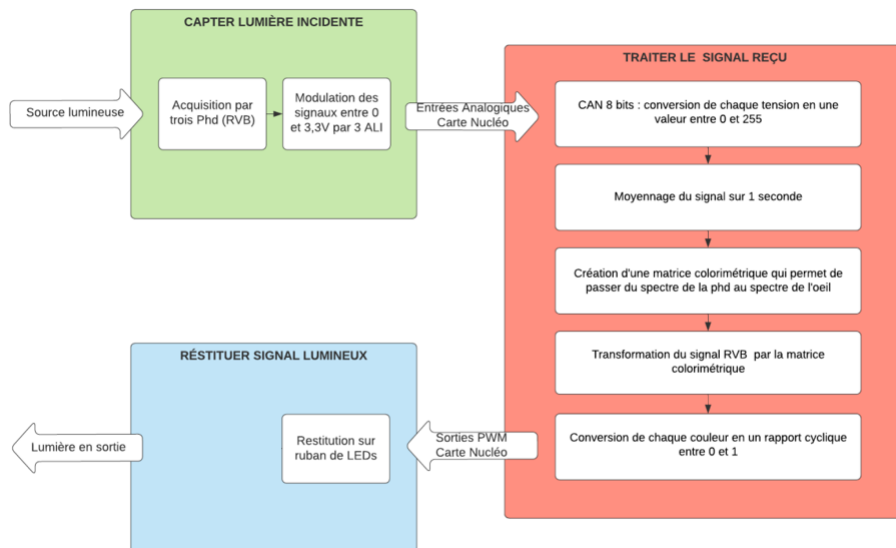 CAPTER LUMIÈRE INCIDENTE
Source lumineuse
Acquisition par
trois Phd (RVB)
Modulation des
signaux entre 0
et 3,3V par 3 ALI
Entrées Analogiques
Carte Nucléo
TRAITER LE SIGNAL REÇU
CAN 8 bits : conversion de chaque tension en une
valeur entre 0 et 255
Moyennage du signal sur 1 seconde
Création d'une matrice colorimétrique qui permet de
passer du spectre de la phd au spectre de l'oeil
Transformation du signal RVB par la matrice
colorimétrique
Conversion de chaque couleur en un rapport cyclique
entre 0 et 1
Sorties PWM
Carte Nucléo
RÉSTITUER SIGNAL LUMINEUX
Restitution sur
ruban de LEDs
Lumière en sortie